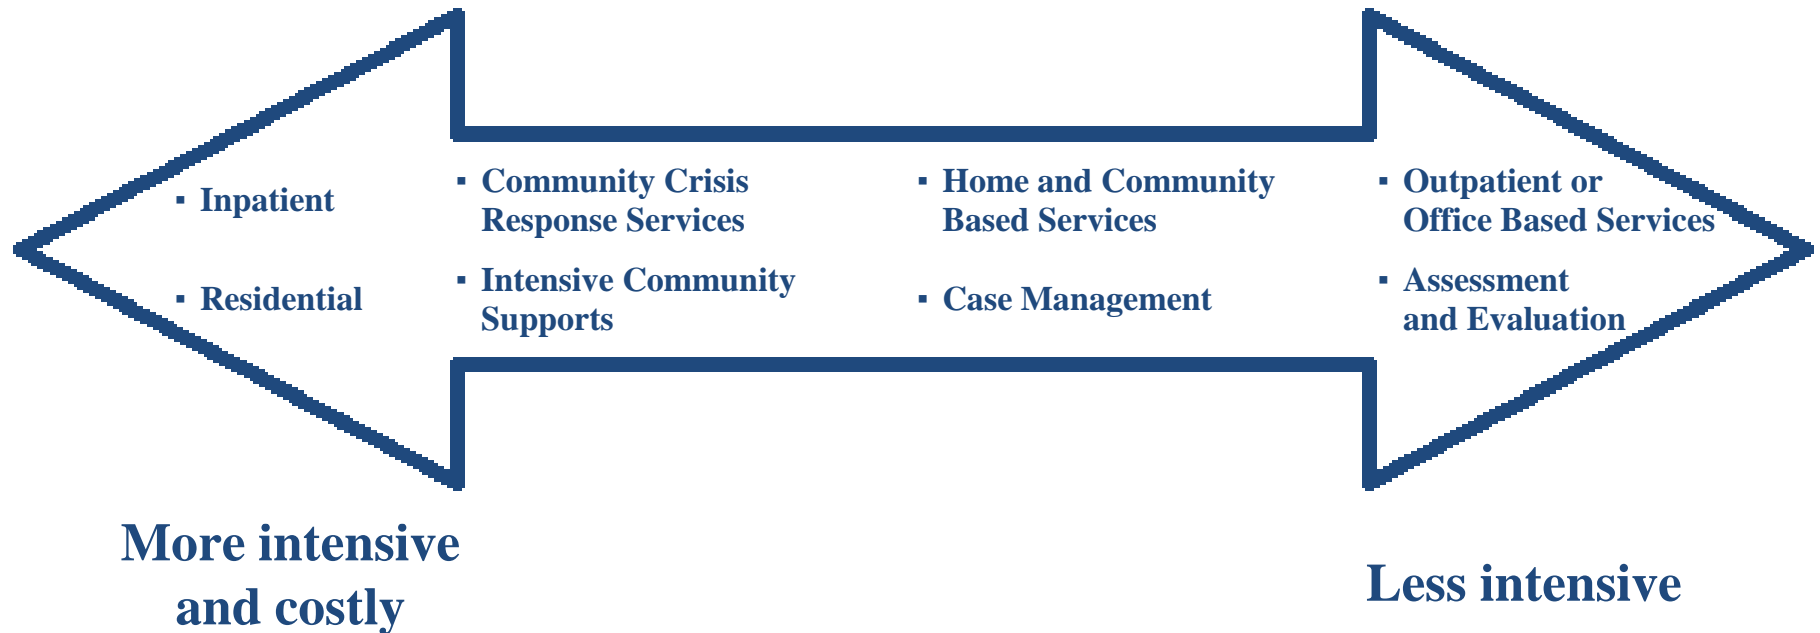 ▪ Inpatient
▪ Residential
▪ Community Crisis
Response Services
▪ Intensive Community
Supports
▪ Home and Community
Based Services
▪ Case Management
▪ Outpatient or
Office Based Services
▪ Assessment
and Evaluation
More intensive
and costly
Less intensive